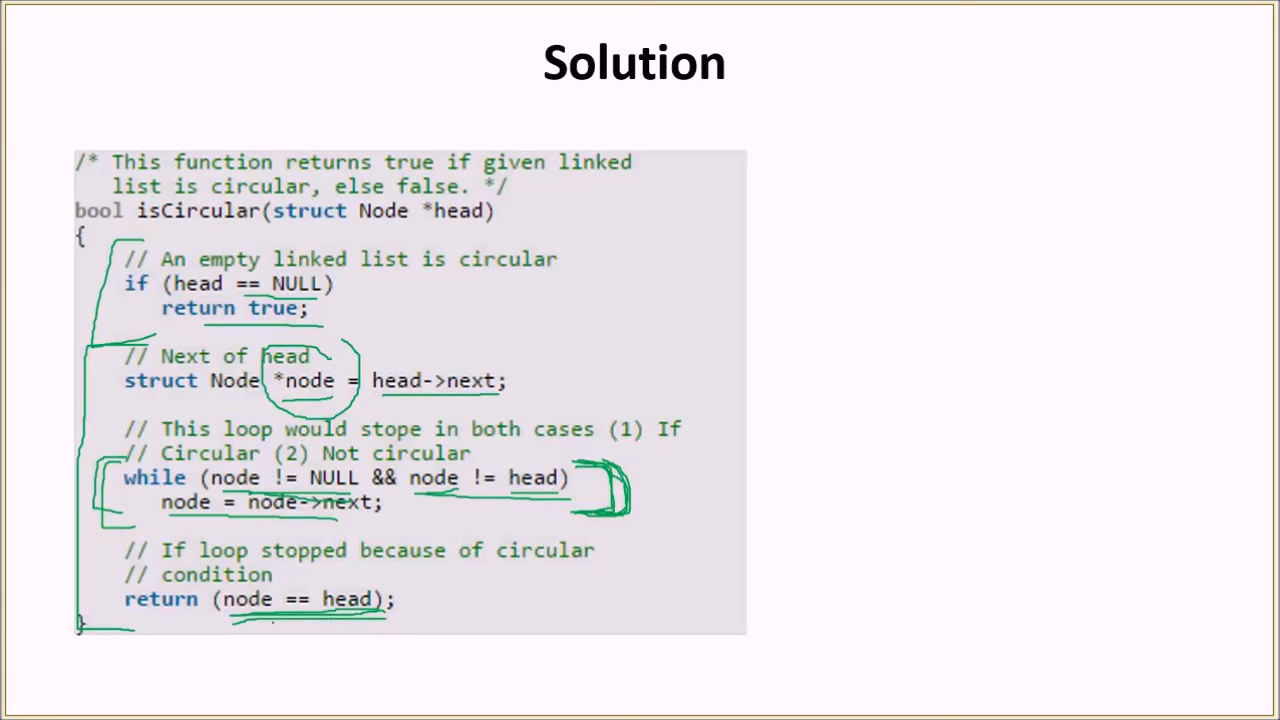 Solution
/* This function returns true if given linked
list is circular, else false. */
bool isCircular(struct Node *head)
{
// An empty linked list is circular
if (head == NULL)
return true;
// Next of head
struct Node *node = head->next;
// This loop would stope in both cases (1) If
// Circular (2) Not circular
while (node != NULL && node != head)
node = node->next;
// If loop stopped because of circular
// condition
return (node == head);
}